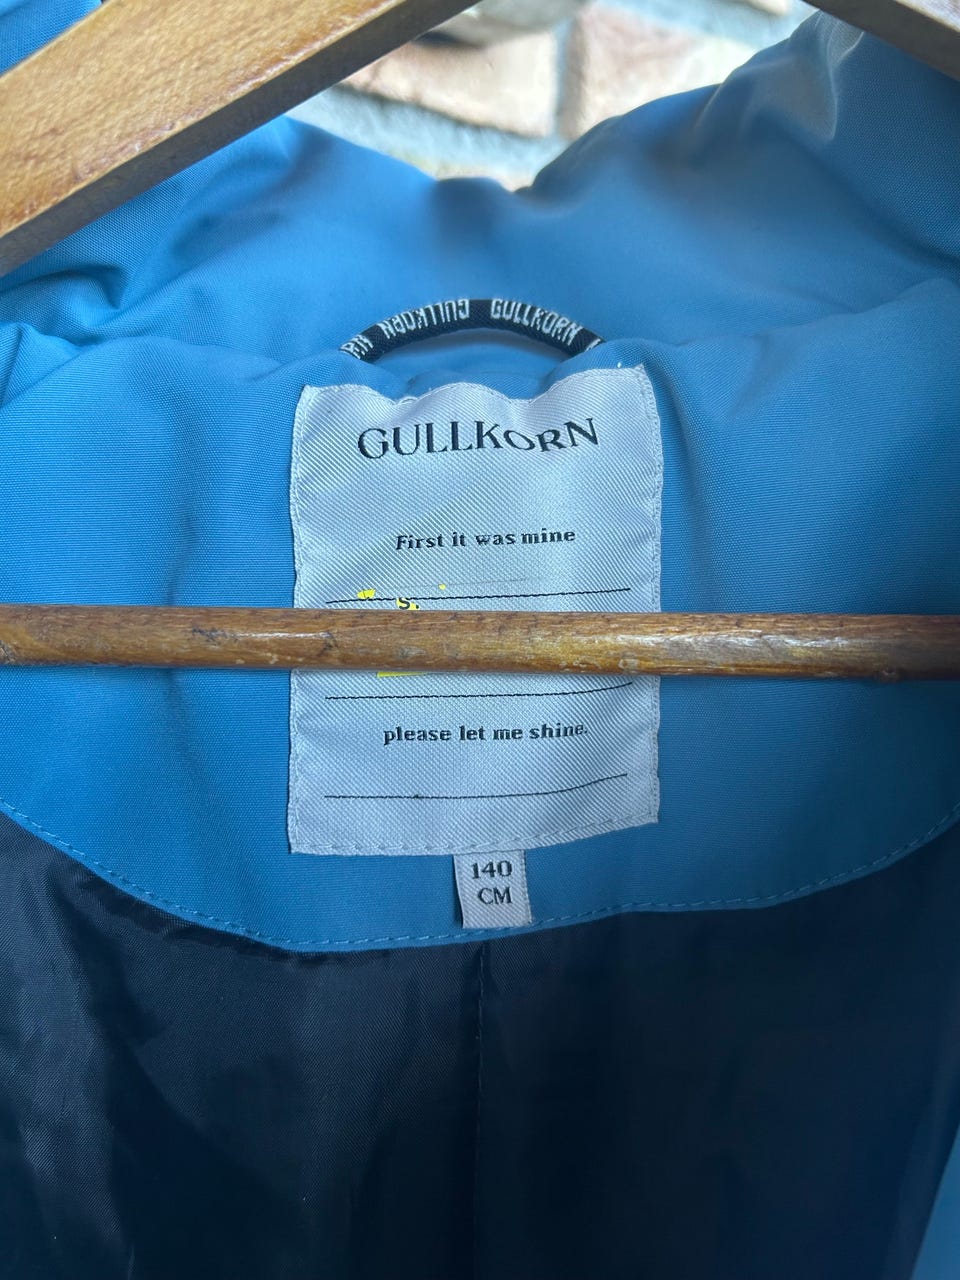 GULLKORN GULLKORN
GULLKORN
First it was mine
S.
please let me shine.
140
CM